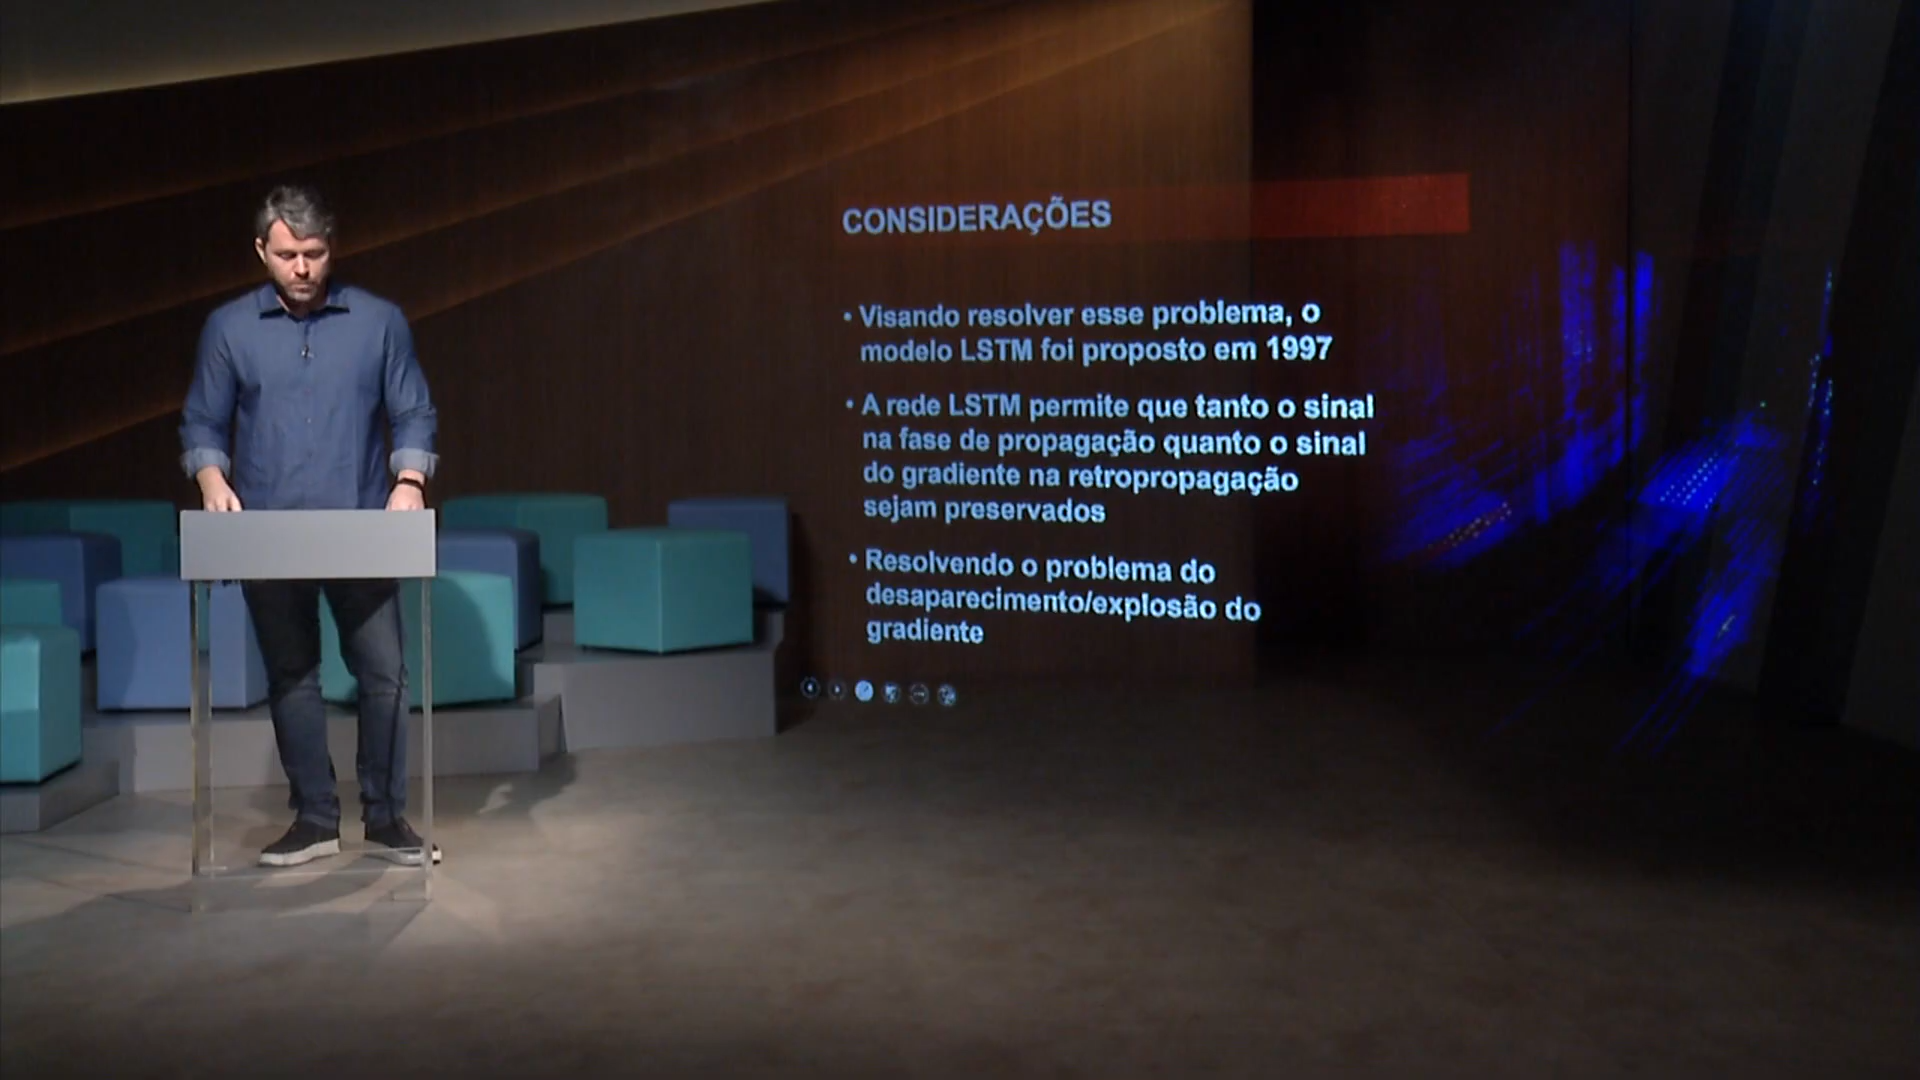 CONSIDERAÇÕES
• Visando resolver esse problema, o
modelo LSTM foi proposto em 1997
• A rede LSTM permite que tanto o sinal
na fase de propagação quanto o sinal
do gradiente na retropropagação
sejam preservados
• Resolvendo o problema do
desaparecimento/explosão do
gradiente